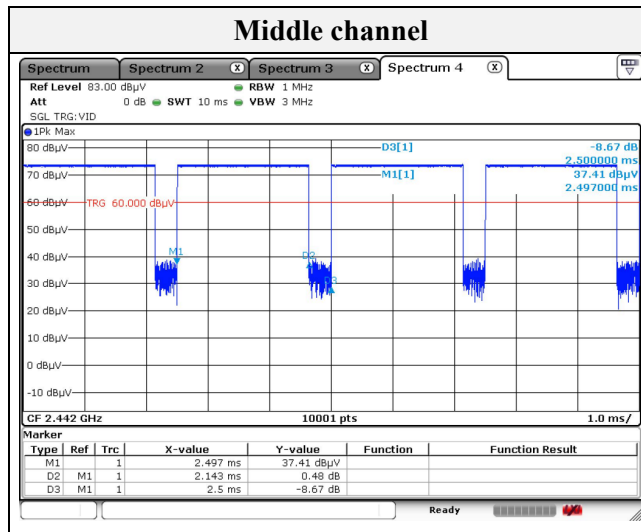 Middle channel
Spectrum Spectrum 2 X Spectrum 3 X Spectrum 4 X
Ref Level 83.00 dBµV RBW 1 MHz
Att 0 dB SWT 10 ms VBW 3 MHz
SGL TRG:VID
1Pk Max
80 dBµV D3[1] -8.67 dB
2.500000 ms
70 dBµV M1[1] 37.41 dBµV
2.497000 ms
60 dBµV TRG 60.000 dBµV
50 dBµV
M1 D2
40 dBµV
D3
30 dBµV
20 dBµV
10 dBµV
0 dBµV
-10 dBµV
CF 2.442 GHz 10001 pts 1.0 ms/
Marker
Type Ref Trc X-value Y-value Function Function Result
M1 1 2.497 ms 37.41 dBµV
D2 M1 1 2.143 ms 0.48 dB
D3 M1 1 2.5 ms -8.67 dB
Ready